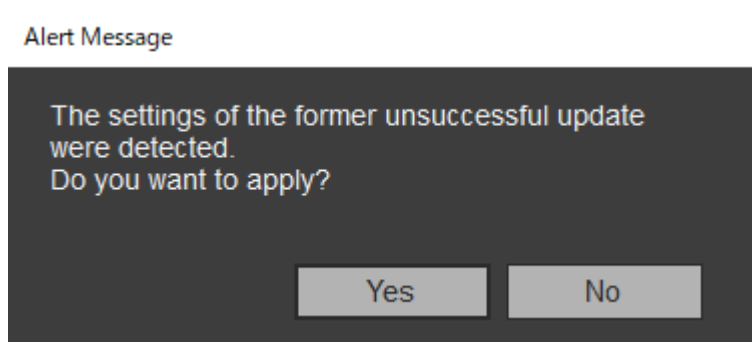 Alert Message
The settings of the former unsuccessful update
were detected.
Do you want to apply?
Yes
No